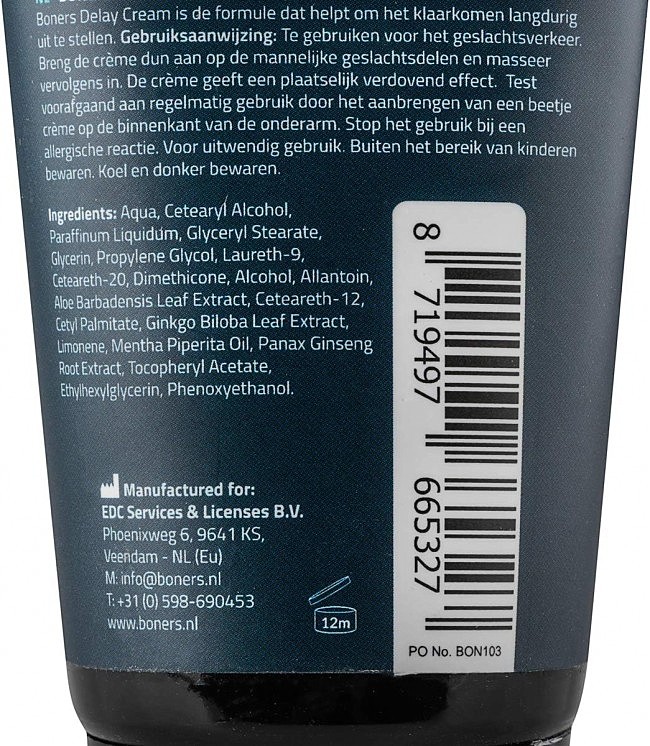 Boners Delay Cream is de formule dat helpt om het klaarkomen langdurig
uit te stellen. Gebruiksaanwijzing: Te gebruiken voor het geslachtsverkeer.
Breng de crème dun aan op de mannelijke geslachtsdelen en masseer
vervolgens in. De crème geeft een plaatselijk verdovend effect. Test
voorafgaand aan regelmatig gebruik door het aanbrengen van een beetje
crème op de binnenkant van de onderarm. Stop het gebruik bij een
allergische reactie. Voor uitwendig gebruik. Buiten het bereik van kinderen
bewaren. Koel en donker bewaren.
Ingredients: Aqua, Cetearyl Alcohol,
Paraffinum Liquidum, Glyceryl Stearate,
Glycerin, Propylene Glycol, Laureth-9,
Ceteareth-20, Dimethicone, Alcohol, Allantoin,
Aloe Barbadensis Leaf Extract, Ceteareth-12,
Cetyl Palmitate, Ginkgo Biloba Leaf Extract,
Limonene, Mentha Piperita Oil, Panax Ginseng
Root Extract, Tocopheryl Acetate,
Ethylhexylglycerin, Phenoxyethanol.
Manufactured for:
EDC Services & Licenses B.V.
Phoenixweg 6, 9641 KS,
Veendam - NL (Eu)
M: info@boners.nl
T: +31 (0) 598-690453
www.boners.nl
12m
8 719497 665327
PO No. BON103